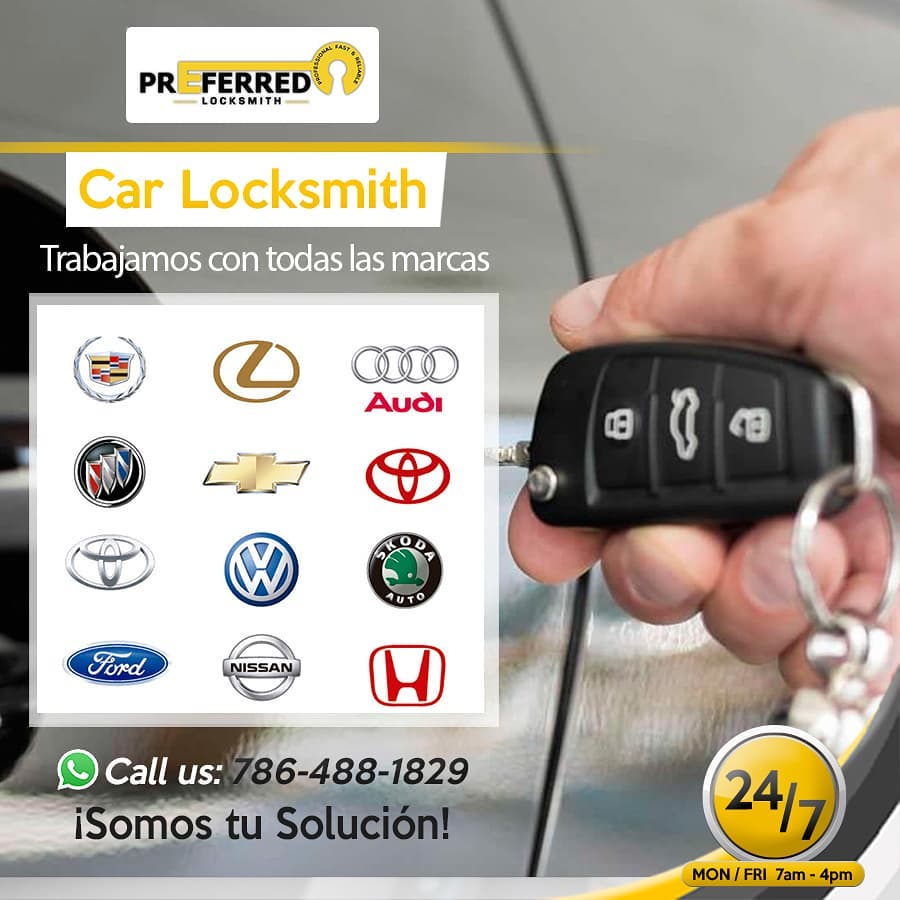 PREFERRED
PROFESSIONAL FAST & RELIABLE
LOCKSMITH
Car Locksmith
Trabajamos con todas las marcas
Audi
ŠKODA
AUTO
Ford
NISSAN
Call us: 786-488-1829
¡Somos tu Solución!
24/7
MON / FRI 7am - 4pm